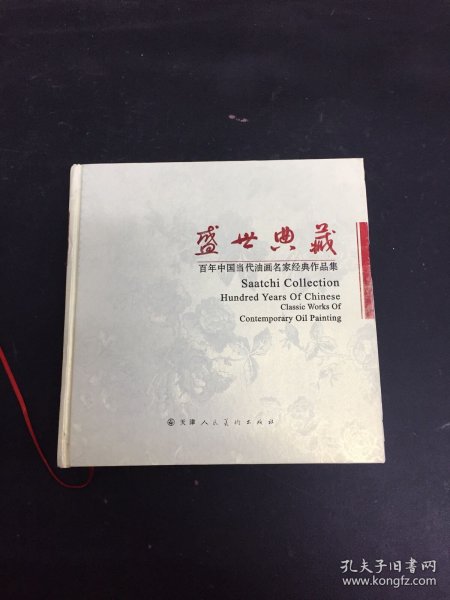 盛世典藏
百年中国当代油画名家经典作品集
Saatchi Collection
Hundred Years Of Chinese
Classic Works Of
Contemporary Oil Painting
天津人民美术出版社
孔夫子旧书网
www.kongfz.com